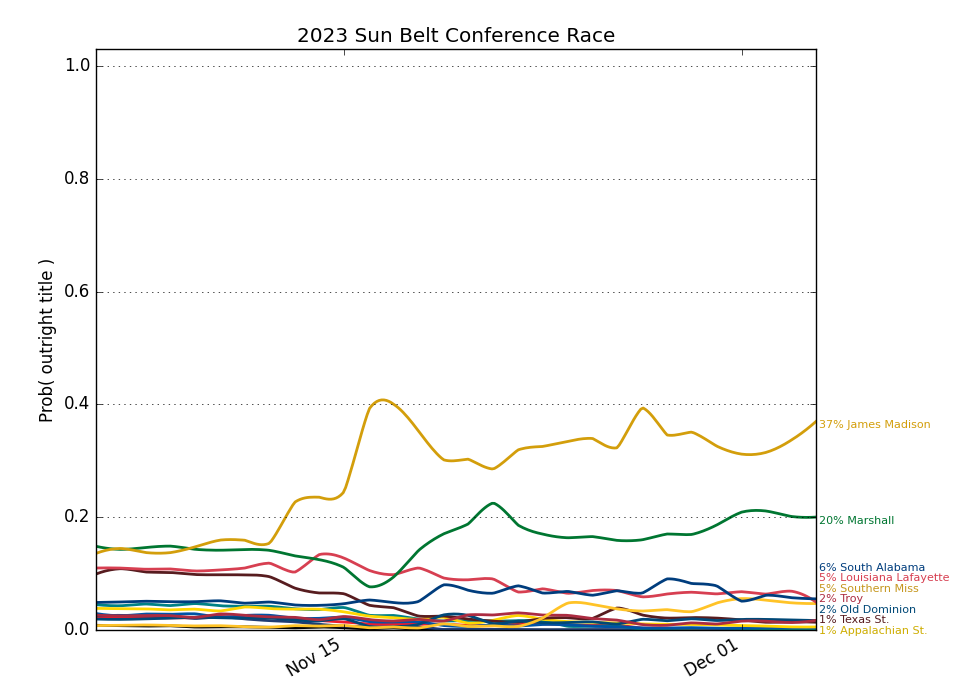 2023 Sun Belt Conference Race
Prob( outright title )
1.0
0.8
0.6
0.4
0.2
0.0
Nov 15
Dec 01
37% James Madison
20% Marshall
6% South Alabama
5% Louisiana Lafayette
5% Southern Miss
2% Troy
2% Old Dominion
1% Texas St.
1% Appalachian St.